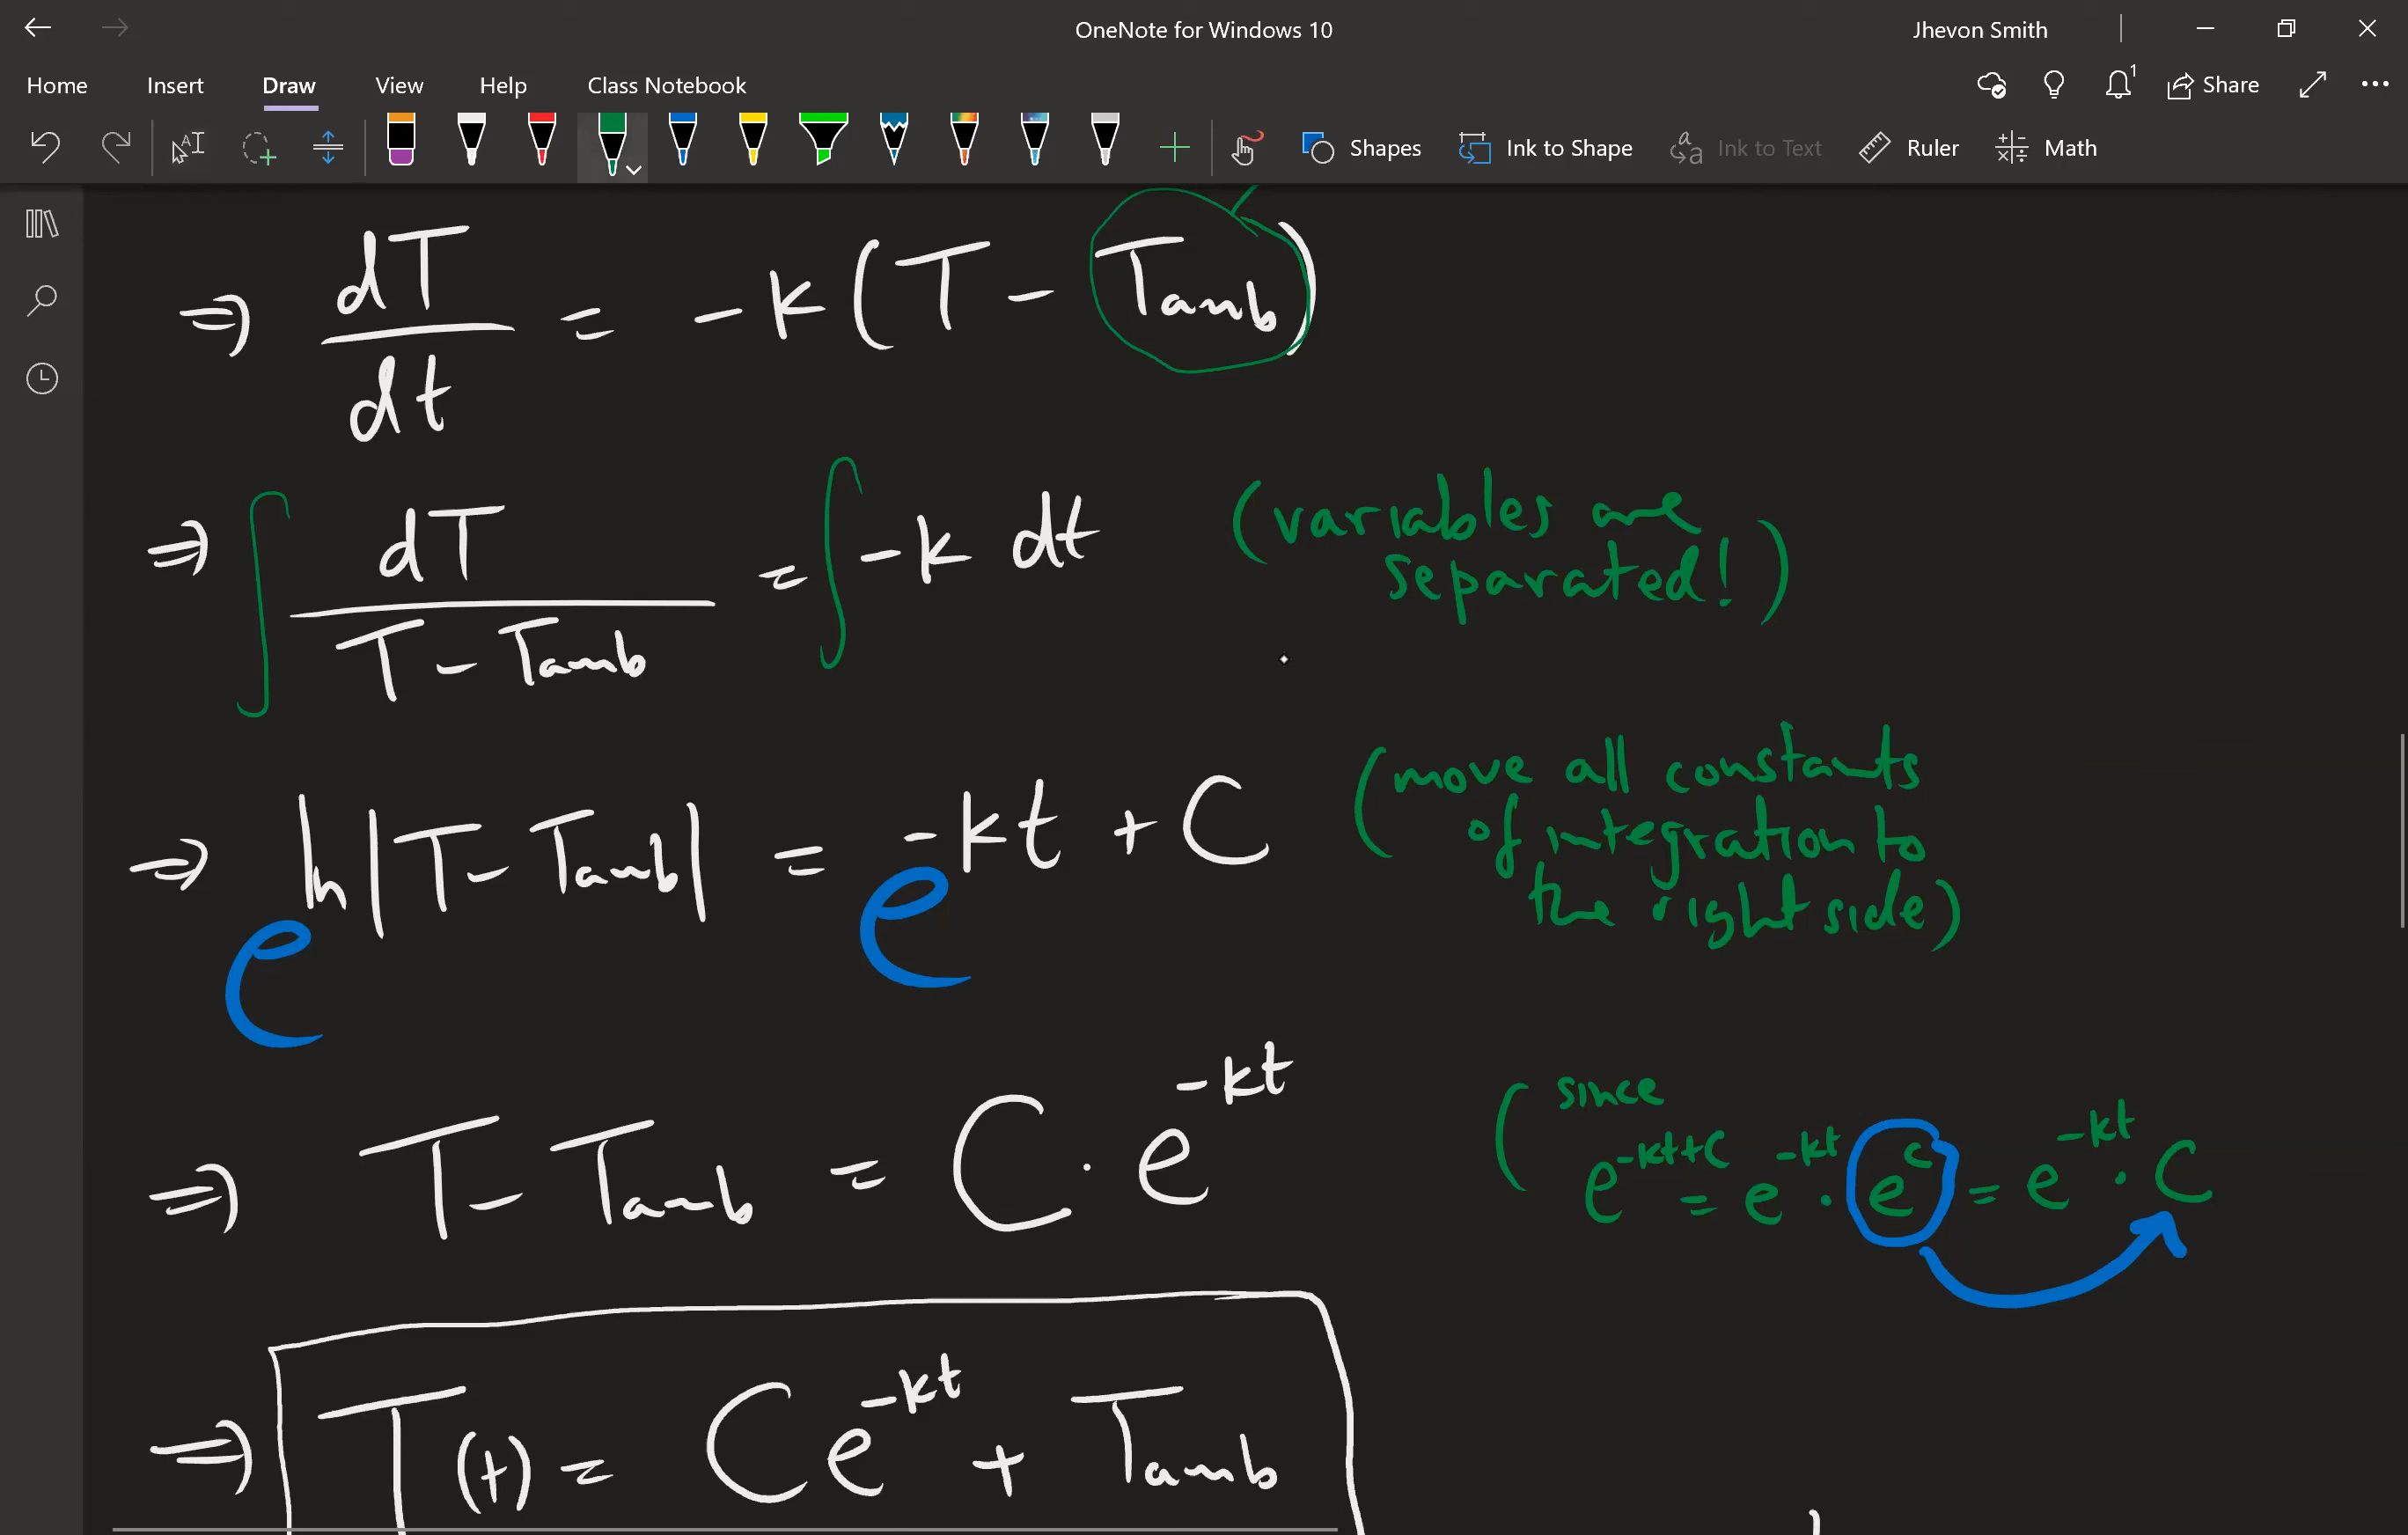 OneNote for Windows 10
Jhevon Smith
Home Insert Draw View Help Class Notebook
1 Share
Shapes Ink to Shape Ink to Text Ruler Math
⇒ dT/dt = -k(T - Tamb)
⇒ ∫ dT/(T - Tamb) = ∫ -k dt (variables are
separated!)
⇒ e^(ln|T - Tamb|) = e^(-kt + C) (move all constants
of integration to
the right side)
⇒ T - Tamb = C · e^(-kt) (since
e^(-kt+C) = e^(-kt) · e^C = e^(-kt) · C
⇒ T(t) = Ce^(-kt) + Tamb